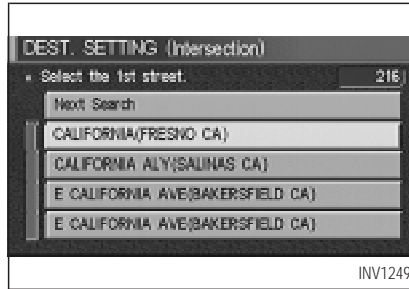 DEST. SETTING (Intersection)
Select the 1st street. 216
Next Search
CALIFORNIA(FRESNO CA)
CALIFORNIA ALY(SALINAS CA)
E CALIFORNIA AVE(BAKERSFIELD CA)
E CALIFORNIA AVE(BAKERSFIELD CA)
INV1249